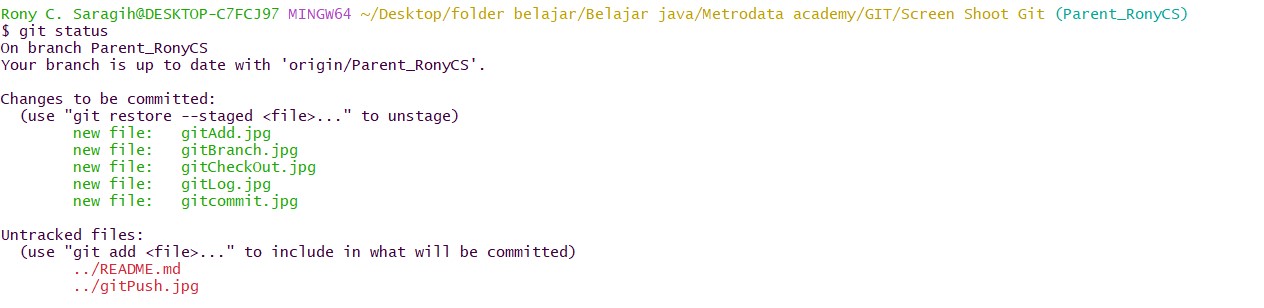 Rony C. Saragih@DESKTOP-C7FCJ97 MINGW64 ~/Desktop/folder belajar/Belajar java/Metrodata academy/GIT/Screen Shoot Git (Parent_RonyCS)
$ git status
On branch Parent_RonyCS
Your branch is up to date with 'origin/Parent_RonyCS'.
Changes to be committed:
(use "git restore --staged <file>..." to unstage)
new file: gitAdd.jpg
new file: gitBranch.jpg
new file: gitCheckOut.jpg
new file: gitLog.jpg
new file: gitcommit.jpg
Untracked files:
(use "git add <file>..." to include in what will be committed)
../README.md
../gitPush.jpg